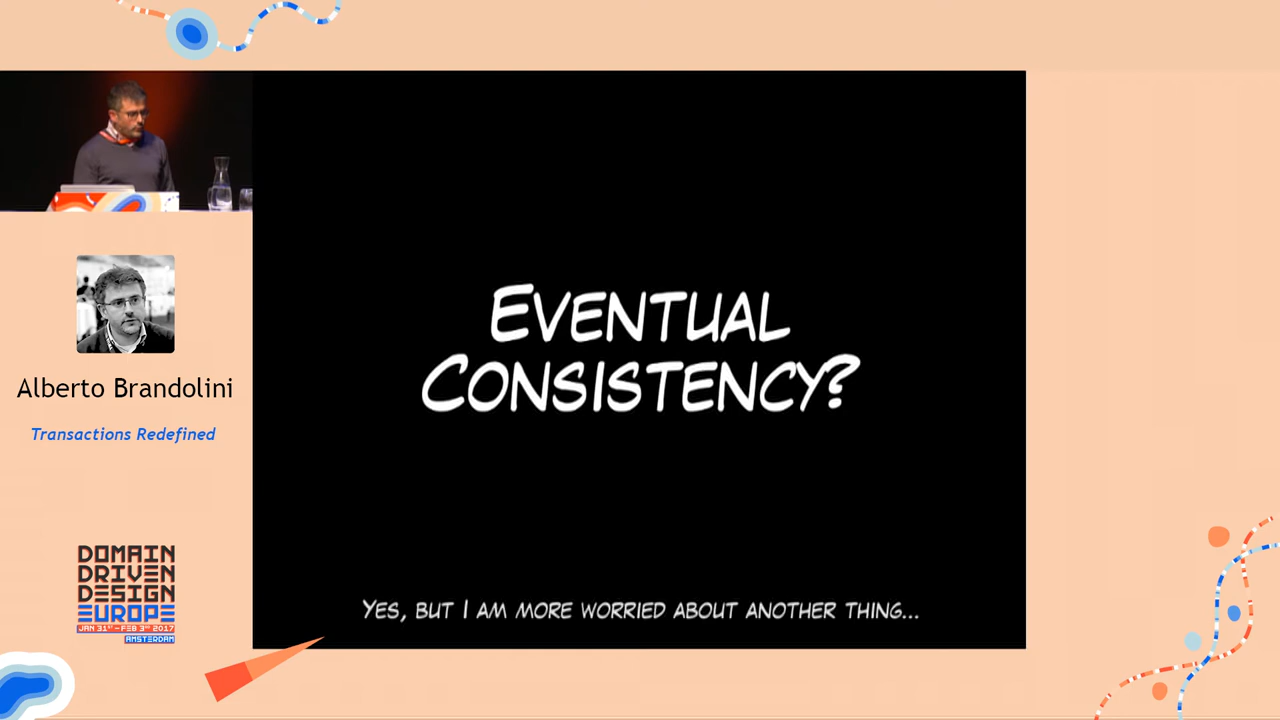 Alberto Brandolini
Transactions Redefined
DOMAIN
DRIVEN
DESIGN
EUROPE
JAN 31ST - FEB 3RD 2017
AMSTERDAM
EVENTUAL
CONSISTENCY?
YES, BUT I AM MORE WORRIED ABOUT ANOTHER THING...